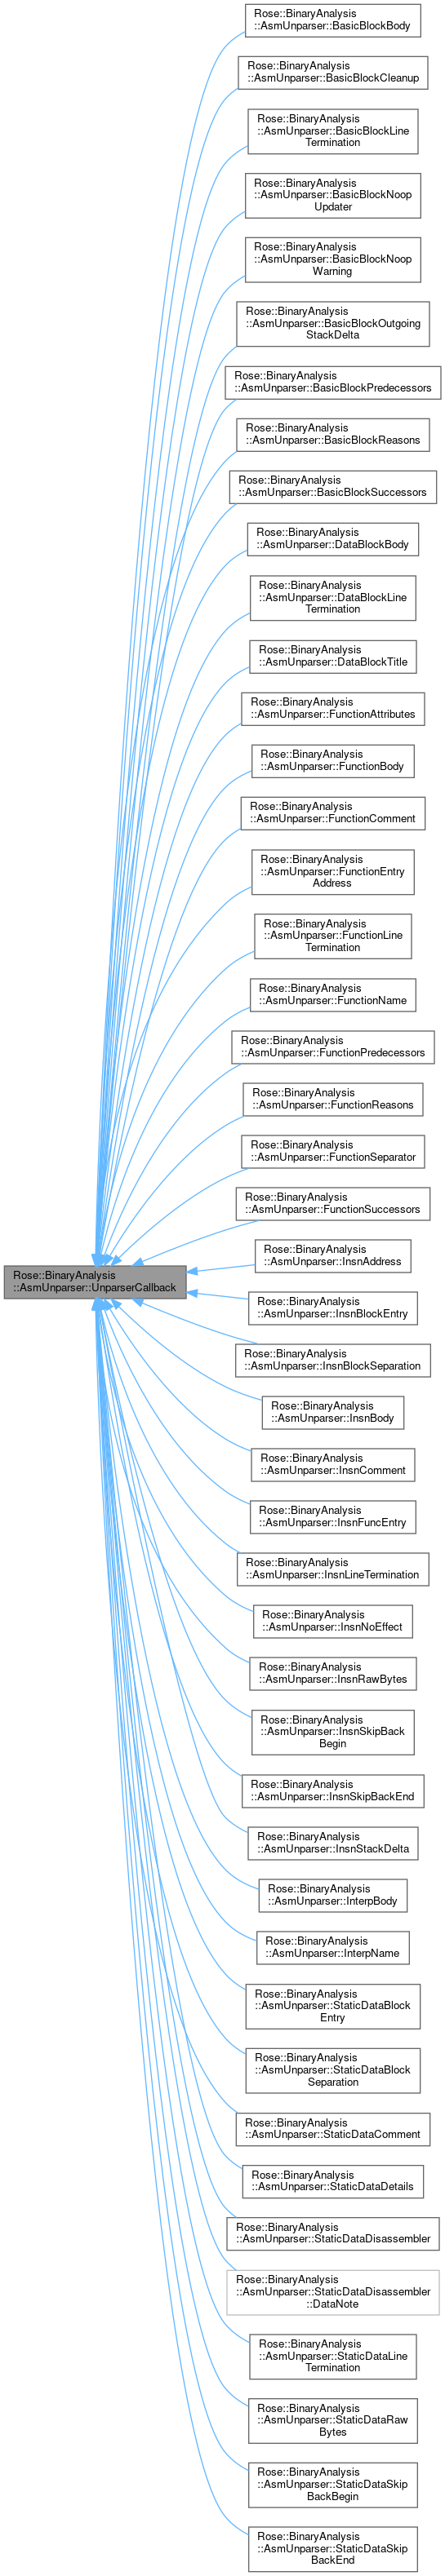 Rose::BinaryAnalysis
::AsmUnparser::BasicBlockBody
Rose::BinaryAnalysis
::AsmUnparser::BasicBlockCleanup
Rose::BinaryAnalysis
::AsmUnparser::BasicBlockLine
Termination
Rose::BinaryAnalysis
::AsmUnparser::BasicBlockNoop
Updater
Rose::BinaryAnalysis
::AsmUnparser::BasicBlockNoop
Warning
Rose::BinaryAnalysis
::AsmUnparser::BasicBlockOutgoing
StackDelta
Rose::BinaryAnalysis
::AsmUnparser::BasicBlockPredecessors
Rose::BinaryAnalysis
::AsmUnparser::BasicBlockReasons
Rose::BinaryAnalysis
::AsmUnparser::BasicBlockSuccessors
Rose::BinaryAnalysis
::AsmUnparser::DataBlockBody
Rose::BinaryAnalysis
::AsmUnparser::DataBlockLine
Termination
Rose::BinaryAnalysis
::AsmUnparser::DataBlockTitle
Rose::BinaryAnalysis
::AsmUnparser::FunctionAttributes
Rose::BinaryAnalysis
::AsmUnparser::FunctionBody
Rose::BinaryAnalysis
::AsmUnparser::FunctionComment
Rose::BinaryAnalysis
::AsmUnparser::FunctionEntry
Address
Rose::BinaryAnalysis
::AsmUnparser::FunctionLine
Termination
Rose::BinaryAnalysis
::AsmUnparser::FunctionName
Rose::BinaryAnalysis
::AsmUnparser::FunctionPredecessors
Rose::BinaryAnalysis
::AsmUnparser::FunctionReasons
Rose::BinaryAnalysis
::AsmUnparser::FunctionSeparator
Rose::BinaryAnalysis
::AsmUnparser::FunctionSuccessors
Rose::BinaryAnalysis
::AsmUnparser::InsnAddress
Rose::BinaryAnalysis
::AsmUnparser::UnparserCallback
Rose::BinaryAnalysis
::AsmUnparser::InsnBlockEntry
Rose::BinaryAnalysis
::AsmUnparser::InsnBlockSeparation
Rose::BinaryAnalysis
::AsmUnparser::InsnBody
Rose::BinaryAnalysis
::AsmUnparser::InsnComment
Rose::BinaryAnalysis
::AsmUnparser::InsnFuncEntry
Rose::BinaryAnalysis
::AsmUnparser::InsnLineTermination
Rose::BinaryAnalysis
::AsmUnparser::InsnNoEffect
Rose::BinaryAnalysis
::AsmUnparser::InsnRawBytes
Rose::BinaryAnalysis
::AsmUnparser::InsnSkipBack
Begin
Rose::BinaryAnalysis
::AsmUnparser::InsnSkipBackEnd
Rose::BinaryAnalysis
::AsmUnparser::InsnStackDelta
Rose::BinaryAnalysis
::AsmUnparser::InterpBody
Rose::BinaryAnalysis
::AsmUnparser::InterpName
Rose::BinaryAnalysis
::AsmUnparser::StaticDataBlock
Entry
Rose::BinaryAnalysis
::AsmUnparser::StaticDataBlock
Separation
Rose::BinaryAnalysis
::AsmUnparser::StaticDataComment
Rose::BinaryAnalysis
::AsmUnparser::StaticDataDetails
Rose::BinaryAnalysis
::AsmUnparser::StaticDataDisassembler
Rose::BinaryAnalysis
::AsmUnparser::StaticDataDisassembler
::DataNote
Rose::BinaryAnalysis
::AsmUnparser::StaticDataLine
Termination
Rose::BinaryAnalysis
::AsmUnparser::StaticDataRaw
Bytes
Rose::BinaryAnalysis
::AsmUnparser::StaticDataSkip
BackBegin
Rose::BinaryAnalysis
::AsmUnparser::StaticDataSkip
BackEnd